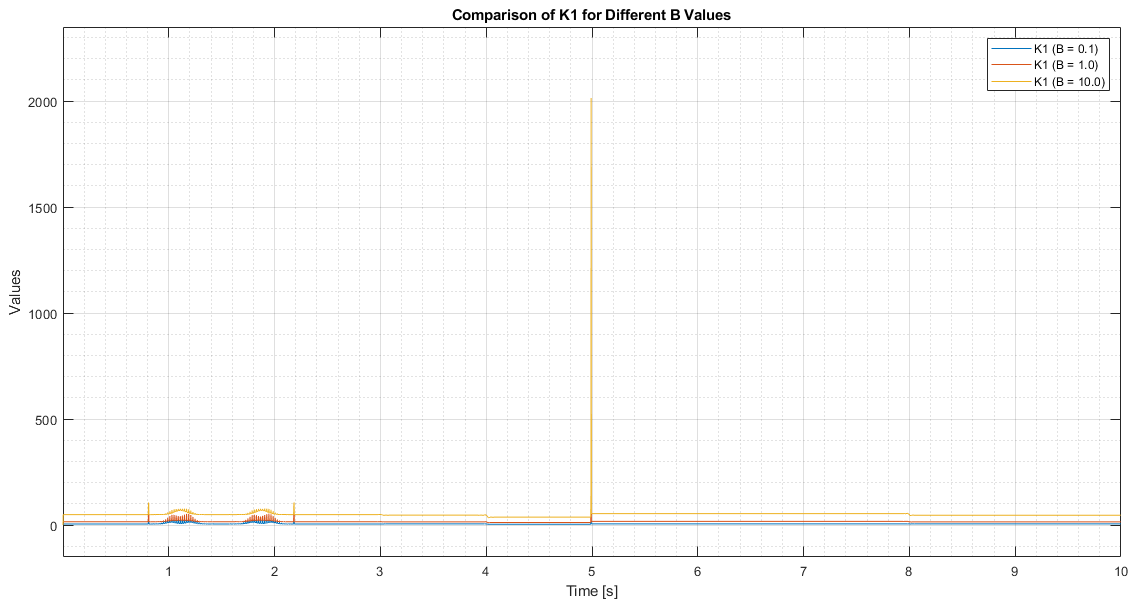 Comparison of K1 for Different B Values
K1 (B = 0.1)
K1 (B = 1.0)
K1 (B = 10.0)
Values
2000
1500
1000
500
0
1 2 3 4 5 6 7 8 9 10
Time [s]